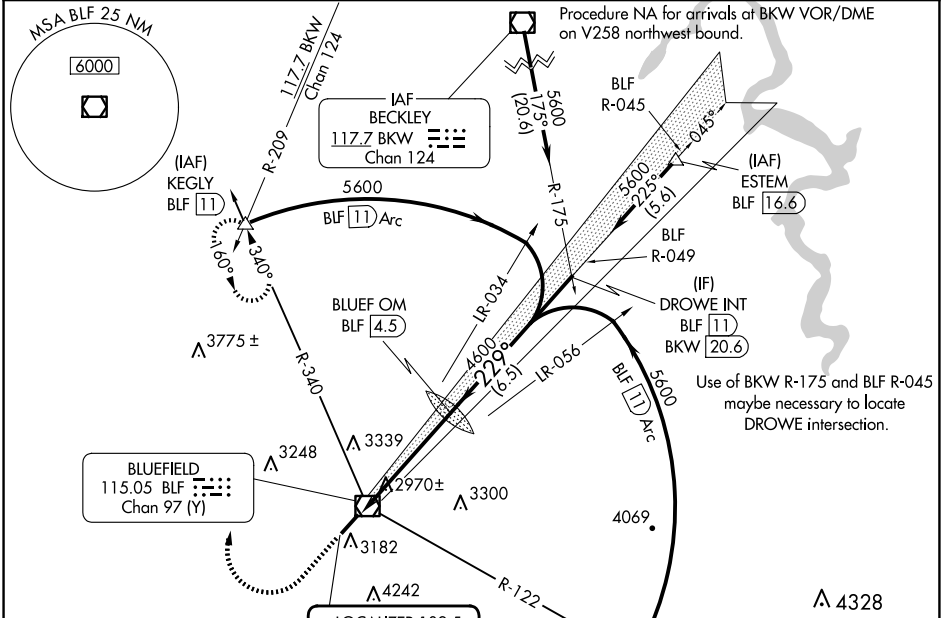 MSA BLF 25 NM
6000
Procedure NA for arrivals at BKW VOR/DME
on V258 northwest bound.
117.7 BKW
Chan 124
R-209
IAF
BECKLEY
117.7 BKW
Chan 124
5600
175°
(20.6)
R-175
BLF
R-045
045°
5600
225°
(5.6)
(IAF)
ESTEM
BLF 16.6
(IAF)
KEGLY
BLF 11
5600
BLF 11 Arc
160°
340°
BLF
R-049
(IF)
DROWE INT
BLF 11
BKW 20.6
BLUEF OM
BLF 4.5
LR-034
4600
229°
(6.5)
LR-056
BLF 11 Arc
5600
Use of BKW R-175 and BLF R-045
maybe necessary to locate
DROWE intersection.
3775 ±
R-340
3339
3248
2970±
3300
BLUEFIELD
115.05 BLF
Chan 97 (Y)
4069
3182
R-122
4242
4328